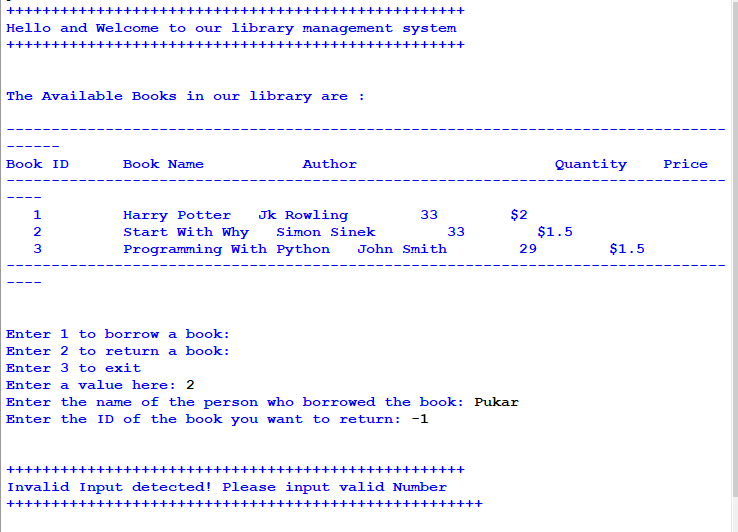 +++++++++++++++++++++++++++++++++++++++++++++++++++
Hello and Welcome to our library management system
+++++++++++++++++++++++++++++++++++++++++++++++++++
The Available Books in our library are :
--------------------------------------------------------------------------------
------
Book ID      Book Name           Author                      Quantity    Price
--------------------------------------------------------------------------------
----
1         Harry Potter   Jk Rowling        33        $2
2         Start With Why   Simon Sinek        33        $1.5
3         Programming With Python   John Smith        29        $1.5
--------------------------------------------------------------------------------
----
Enter 1 to borrow a book:
Enter 2 to return a book:
Enter 3 to exit
Enter a value here: 2
Enter the name of the person who borrowed the book: Pukar
Enter the ID of the book you want to return: -1
+++++++++++++++++++++++++++++++++++++++++++++++++++
Invalid Input detected! Please input valid Number
+++++++++++++++++++++++++++++++++++++++++++++++++++++